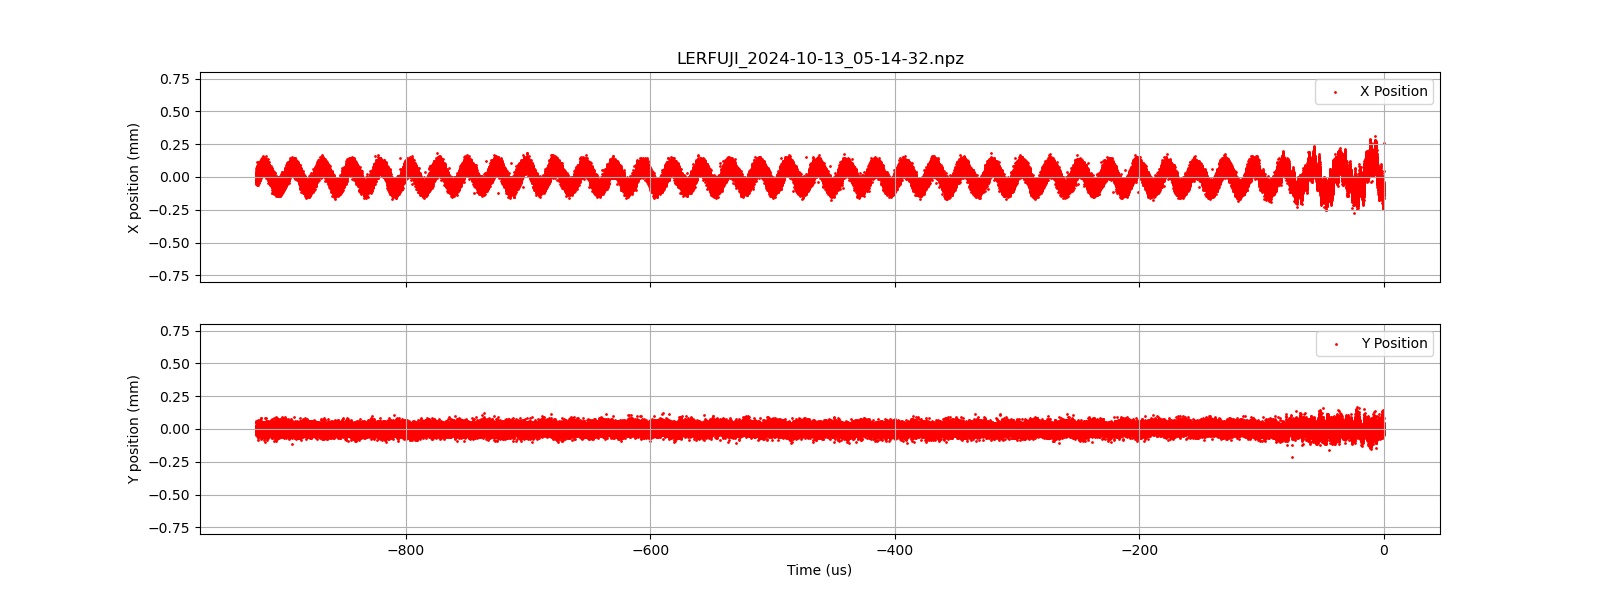 LERFUJI_2024-10-13_05-14-32.npz
X position (mm)
0.75
0.50
0.25
0.00
−0.25
−0.50
−0.75
X Position
Y position (mm)
0.75
0.50
0.25
0.00
−0.25
−0.50
−0.75
Y Position
−800 −600 −400 −200 0
Time (us)